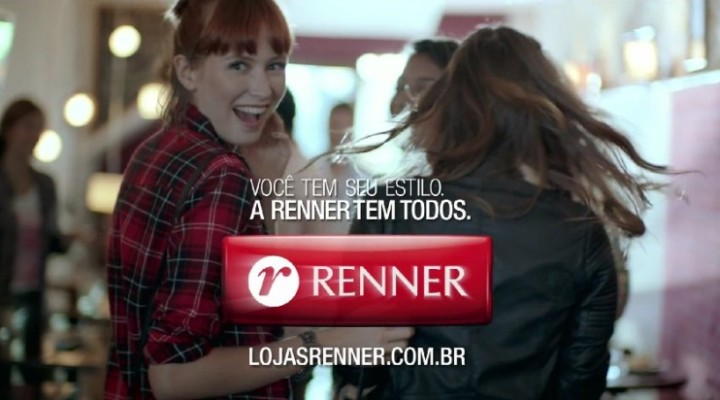 VOCÊ TEM SEU ESTILO.
A RENNER TEM TODOS.
r RENNER
LOJASRENNER.COM.BR